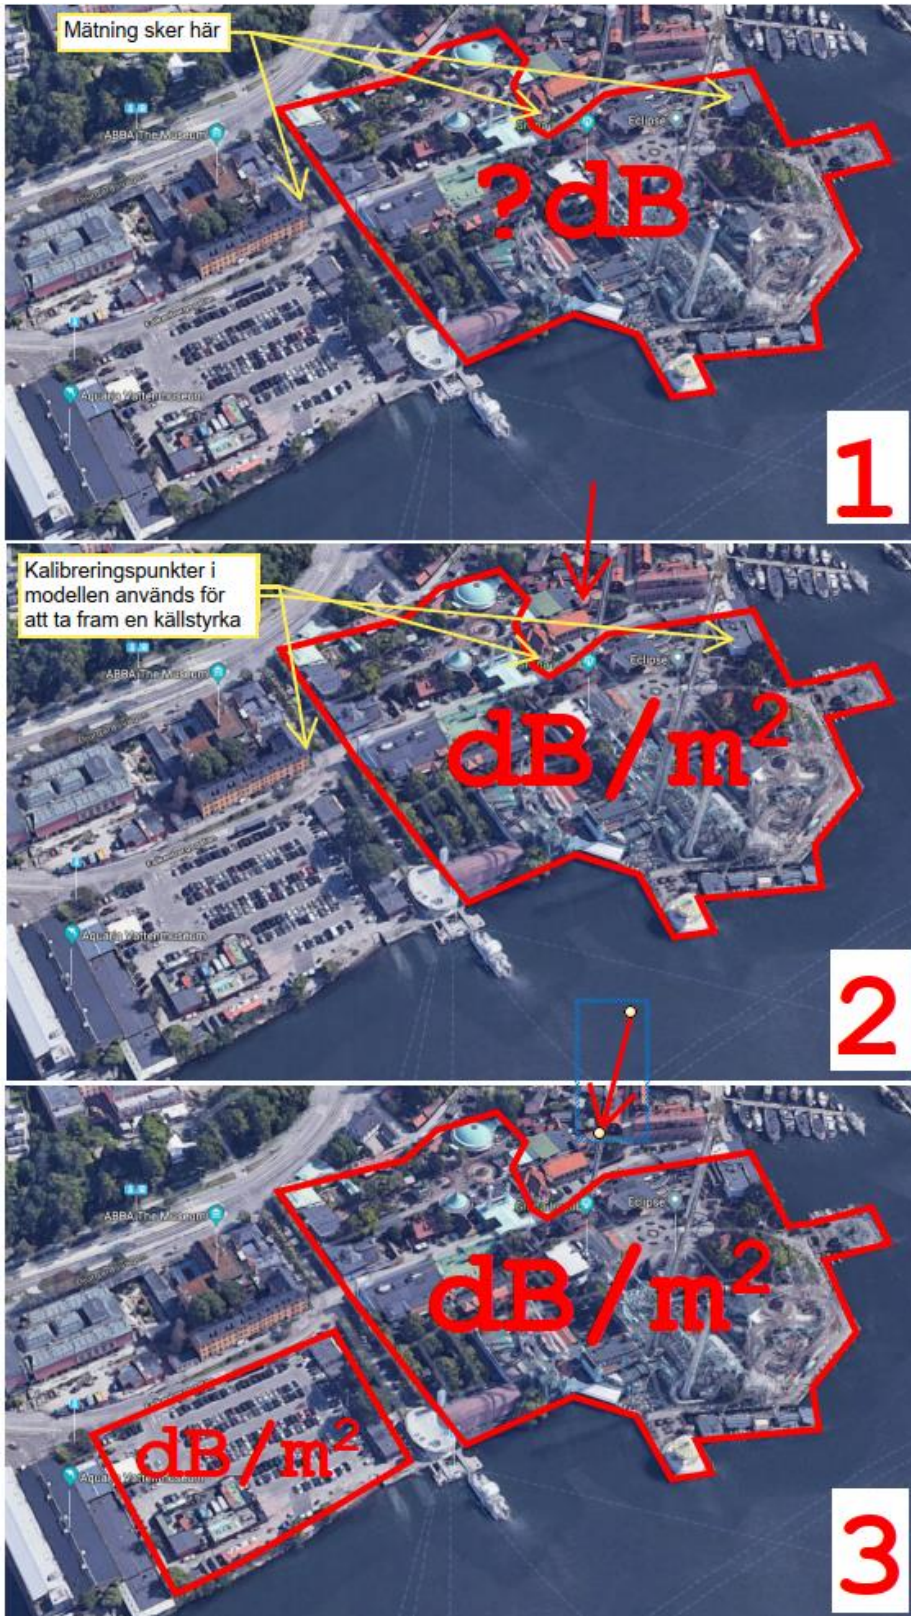 Mätning sker här
ABBA The Museum
Eclipse
?dB
Aquaria Vattenmuseum
1
Kalibreringspunkter i
modellen används för
att ta fram en källstyrka
ABBA The Museum
Eclipse
dB/m²
Aquaria Vattenmuseum
2
ABBA The Museum
Eclipse
dB/m²
dB/m²
Aquaria Vattenmuseum
3